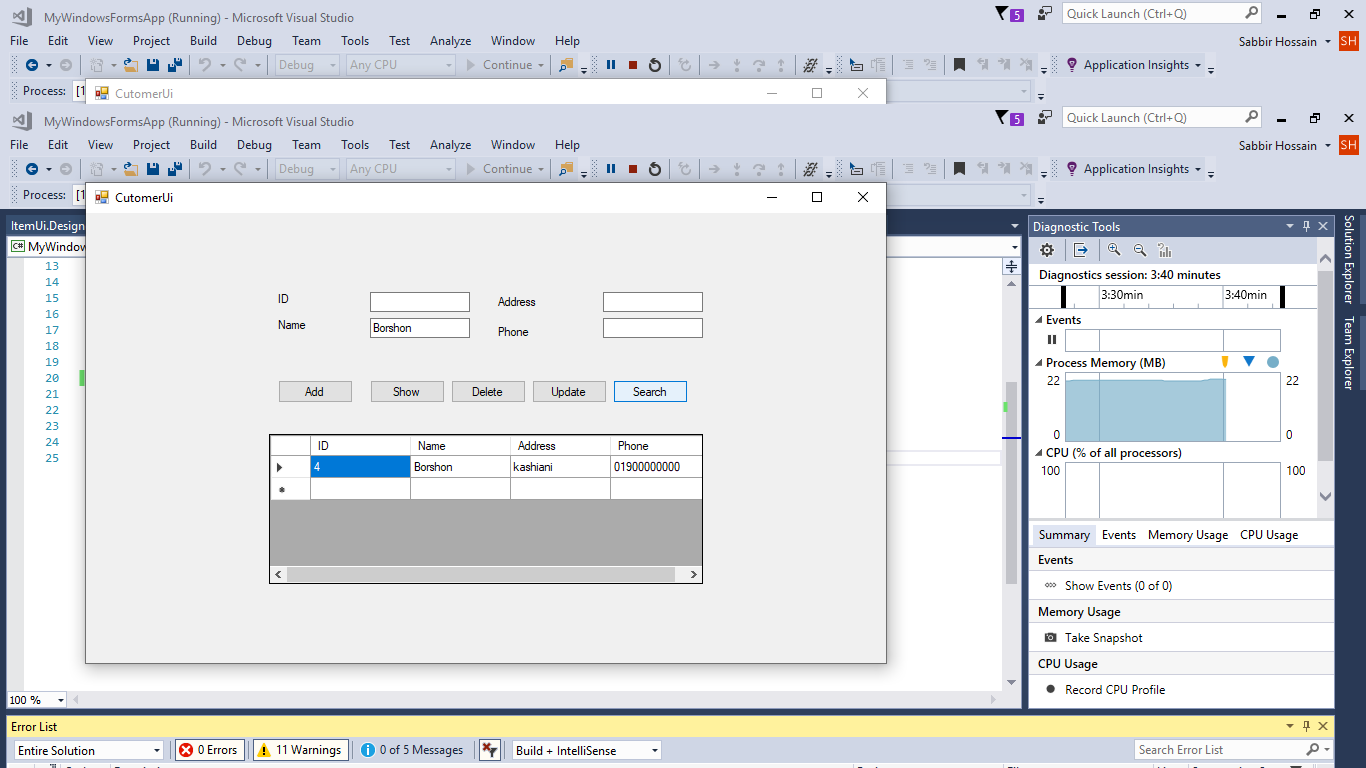 MyWindowsFormsApp (Running) - Microsoft Visual Studio
5
Quick Launch (Ctrl+Q)
File Edit View Project Build Debug Team Tools Test Analyze Window Help
Sabbir Hossain SH
Debug Any CPU Continue Application Insights
Process: [1
CutomerUi
MyWindowsFormsApp (Running) - Microsoft Visual Studio
5
Quick Launch (Ctrl+Q)
File Edit View Project Build Debug Team Tools Test Analyze Window Help
Sabbir Hossain SH
Debug Any CPU Continue Application Insights
Process: [1
CutomerUi
ItemUi.Design
C# MyWindow
13
14
15
16
17
18
19
20
21
22
23
24
25
ID
Address
Name Borshon
Phone
Add Show Delete Update Search
ID Name Address Phone
4 Borshon kashiani 01900000000
100 %
Diagnostic Tools
Diagnostics session: 3:40 minutes
3:30min 3:40min
Events
Process Memory (MB)
22 22
0 0
CPU (% of all processors)
100 100
Summary Events Memory Usage CPU Usage
Events
Show Events (0 of 0)
Memory Usage
Take Snapshot
CPU Usage
Record CPU Profile
Solution Explorer
Team Explorer
Error List
Entire Solution 0 Errors 11 Warnings 0 of 5 Messages Build + IntelliSense Search Error List